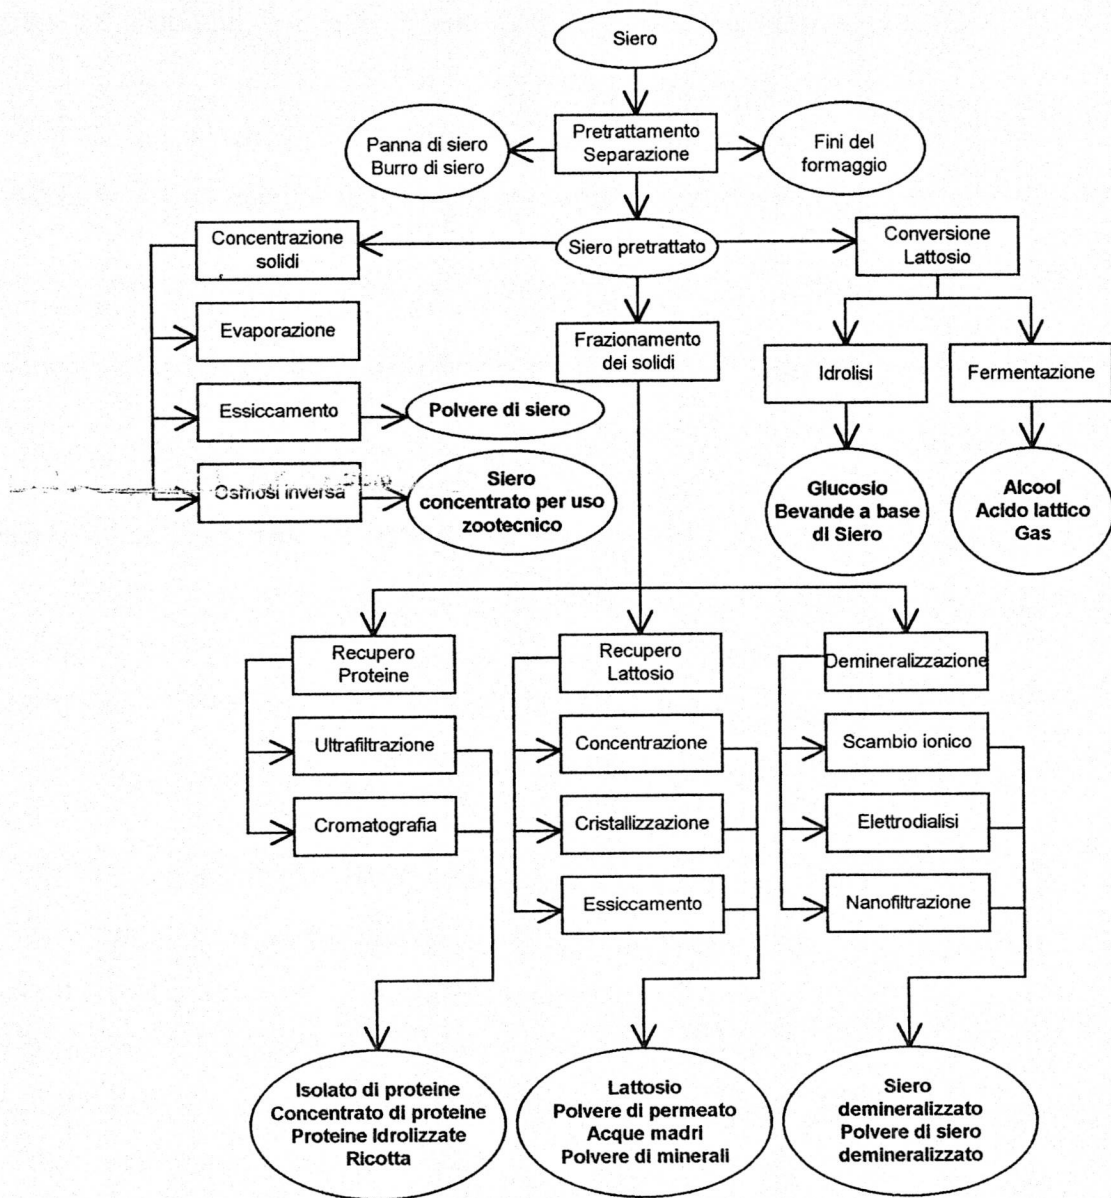 Siero
Panna di siero
Burro di siero
Pretrattamento
Separazione
Fini del
formaggio
Concentrazione
solidi
Siero pretrattato
Conversione
Lattosio
Evaporazione
Frazionamento
dei solidi
Idrolisi
Fermentazione
Essiccamento
Polvere di siero
Osmosi inversa
Siero
concentrato per uso
zootecnico
Glucosio
Bevande a base
di Siero
Alcool
Acido lattico
Gas
Recupero
Proteine
Recupero
Lattosio
Demineralizzazione
Ultrafiltrazione
Concentrazione
Scambio ionico
Cromatografia
Cristallizzazione
Elettrodialisi
Essiccamento
Nanofiltrazione
Isolato di proteine
Concentrato di proteine
Proteine Idrolizzate
Ricotta
Lattosio
Polvere di permeato
Acque madri
Polvere di minerali
Siero
demineralizzato
Polvere di siero
demineralizzato